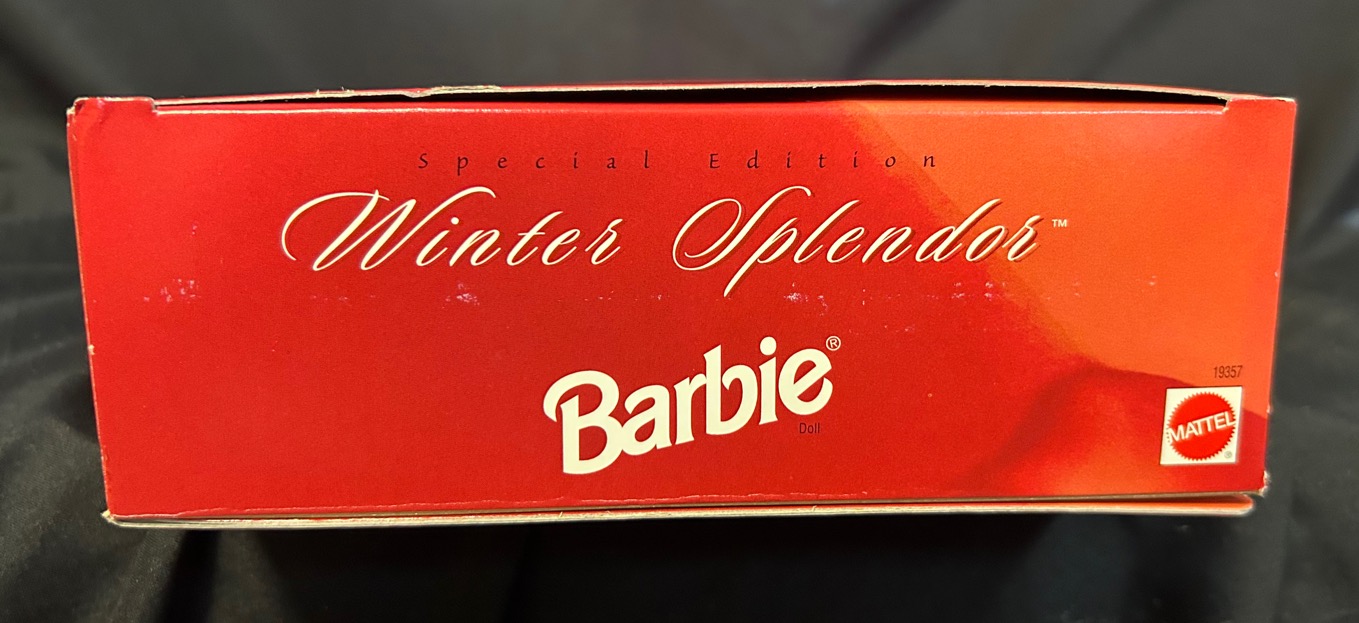 Special Edition
Winter Splendor™
Barbie®
Doll
19357
MATTEL®